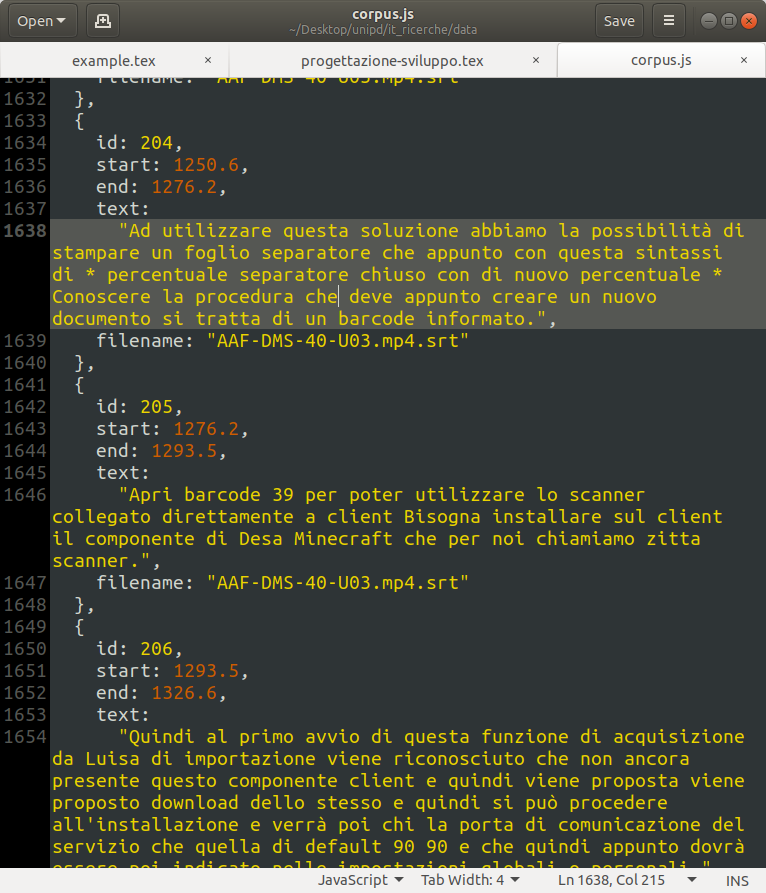 Open
corpus.js
~/Desktop/unipd/it_ricerche/data
Save
example.tex ×
progettazione-sviluppo.tex ×
corpus.js ×
1631 filename: "AAF-DMS-40-U03.mp4.srt"
1632 },
1633 {
1634 id: 204,
1635 start: 1250.6,
1636 end: 1276.2,
1637 text:
1638 "Ad utilizzare questa soluzione abbiamo la possibilità di
stampare un foglio separatore che appunto con questa sintassi
di * percentuale separatore chiuso con di nuovo percentuale *
Conoscere la procedura che deve appunto creare un nuovo
documento si tratta di un barcode informato.",
1639 filename: "AAF-DMS-40-U03.mp4.srt"
1640 },
1641 {
1642 id: 205,
1643 start: 1276.2,
1644 end: 1293.5,
1645 text:
1646 "Apri barcode 39 per poter utilizzare lo scanner
collegato direttamente a client Bisogna installare sul client
il componente di Desa Minecraft che per noi chiamiamo zitta
scanner.",
1647 filename: "AAF-DMS-40-U03.mp4.srt"
1648 },
1649 {
1650 id: 206,
1651 start: 1293.5,
1652 end: 1326.6,
1653 text:
1654 "Quindi al primo avvio di questa funzione di acquisizione
da Luisa di importazione viene riconosciuto che non ancora
presente questo componente client e quindi viene proposta viene
proposto download dello stesso e quindi si può procedere
all'installazione e verrà poi chi la porta di comunicazione del
servizio che quella di default 90 90 e che quindi appunto dovrà
essere poi indicato nelle impostazioni globali o personali."
JavaScript Tab Width: 4 Ln 1638, Col 215 INS